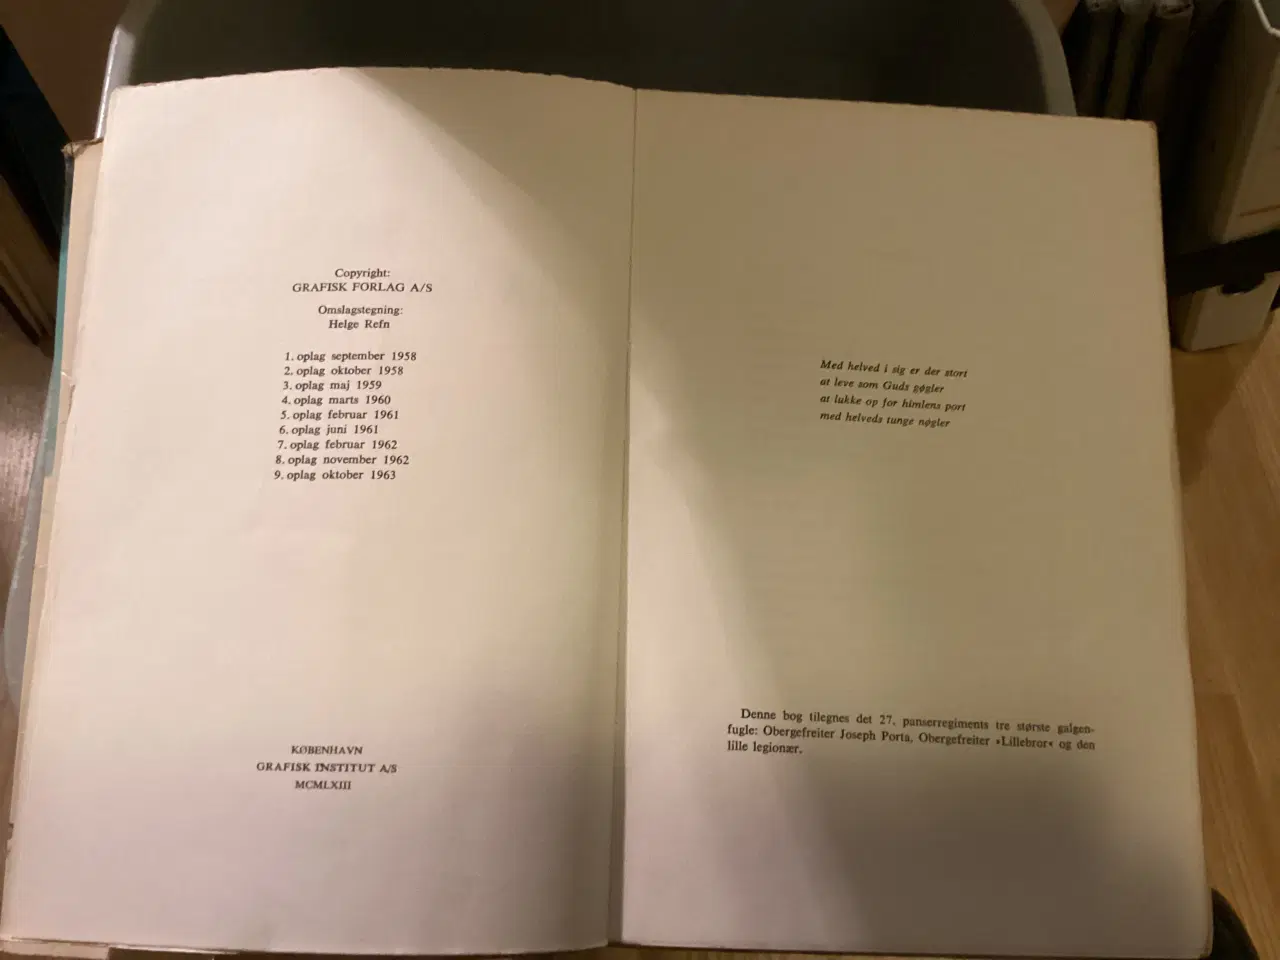 Copyright:
GRAFISK FORLAG A/S
Omslagstegning:
Helge Refn
1. oplag september 1958
2. oplag oktober 1958
3. oplag maj 1959
4. oplag marts 1960
5. oplag februar 1961
6. oplag juni 1961
7. oplag februar 1962
8. oplag november 1962
9. oplag oktober 1963
KØBENHAVN
GRAFISK INSTITUT A/S
MCMLXIII
Med helved i sig er der stort
at leve som Guds gøgler
at lukke op for himlens port
med helveds tunge nøgler
Denne bog tilegnes det 27. panserregiments tre største galgen-
fugle: Obergefreiter Joseph Porta, Obergefreiter »Lillebror« og den
lille legionær.